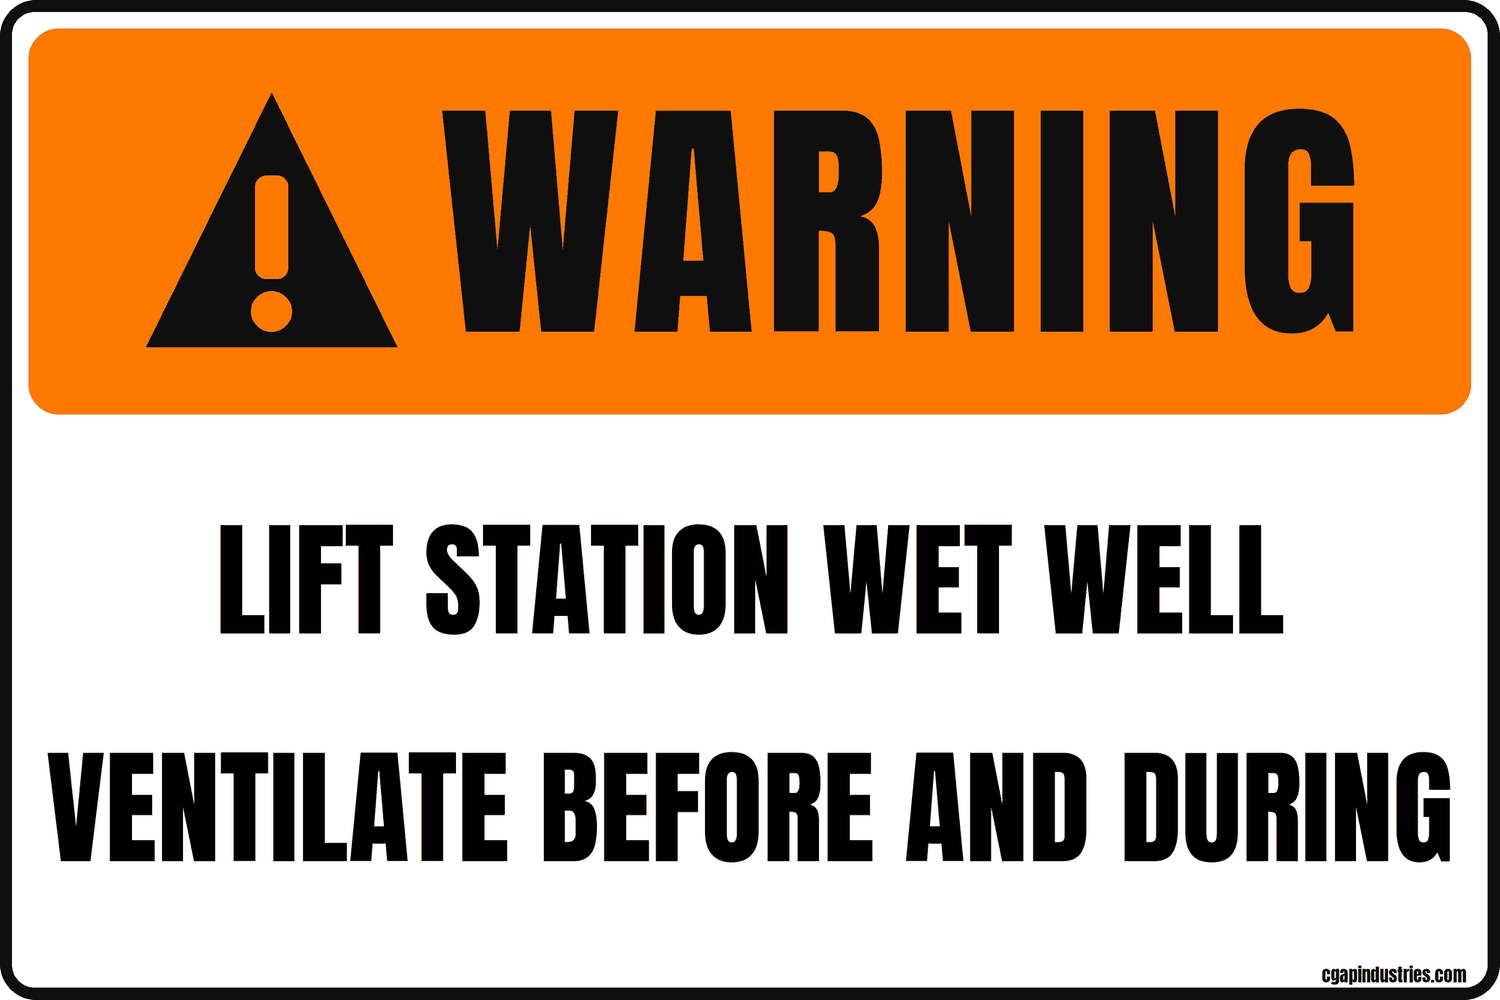 WARNING
LIFT STATION WET WELL
VENTILATE BEFORE AND DURING
cgapindustries.com